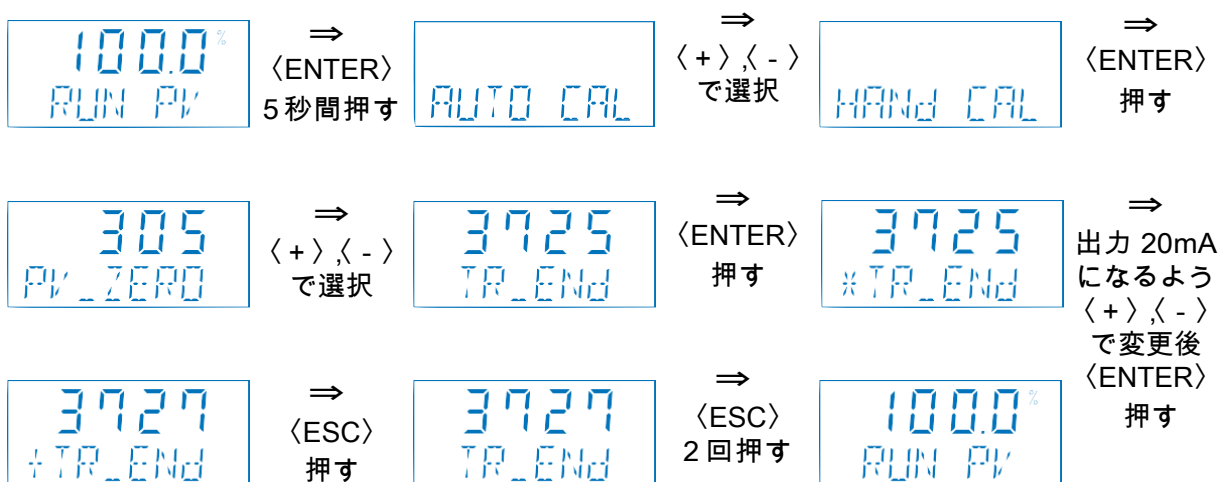 100.0%
RUN PV
⇒
〈ENTER〉
5秒間押す
AUTO CAL
⇒
〈+〉,〈-〉
で選択
HANd CAL
⇒
〈ENTER〉
押す
305
PV_ZERO
⇒
〈+〉,〈-〉
で選択
3725
TR_ENd
⇒
〈ENTER〉
押す
3725
*TR_ENd
⇒
出力 20mA
になるよう
〈+〉,〈-〉
で変更後
〈ENTER〉
押す
3727
+TR_ENd
⇒
〈ESC〉
押す
3727
TR_ENd
⇒
〈ESC〉
2回押す
100.0%
RUN PV